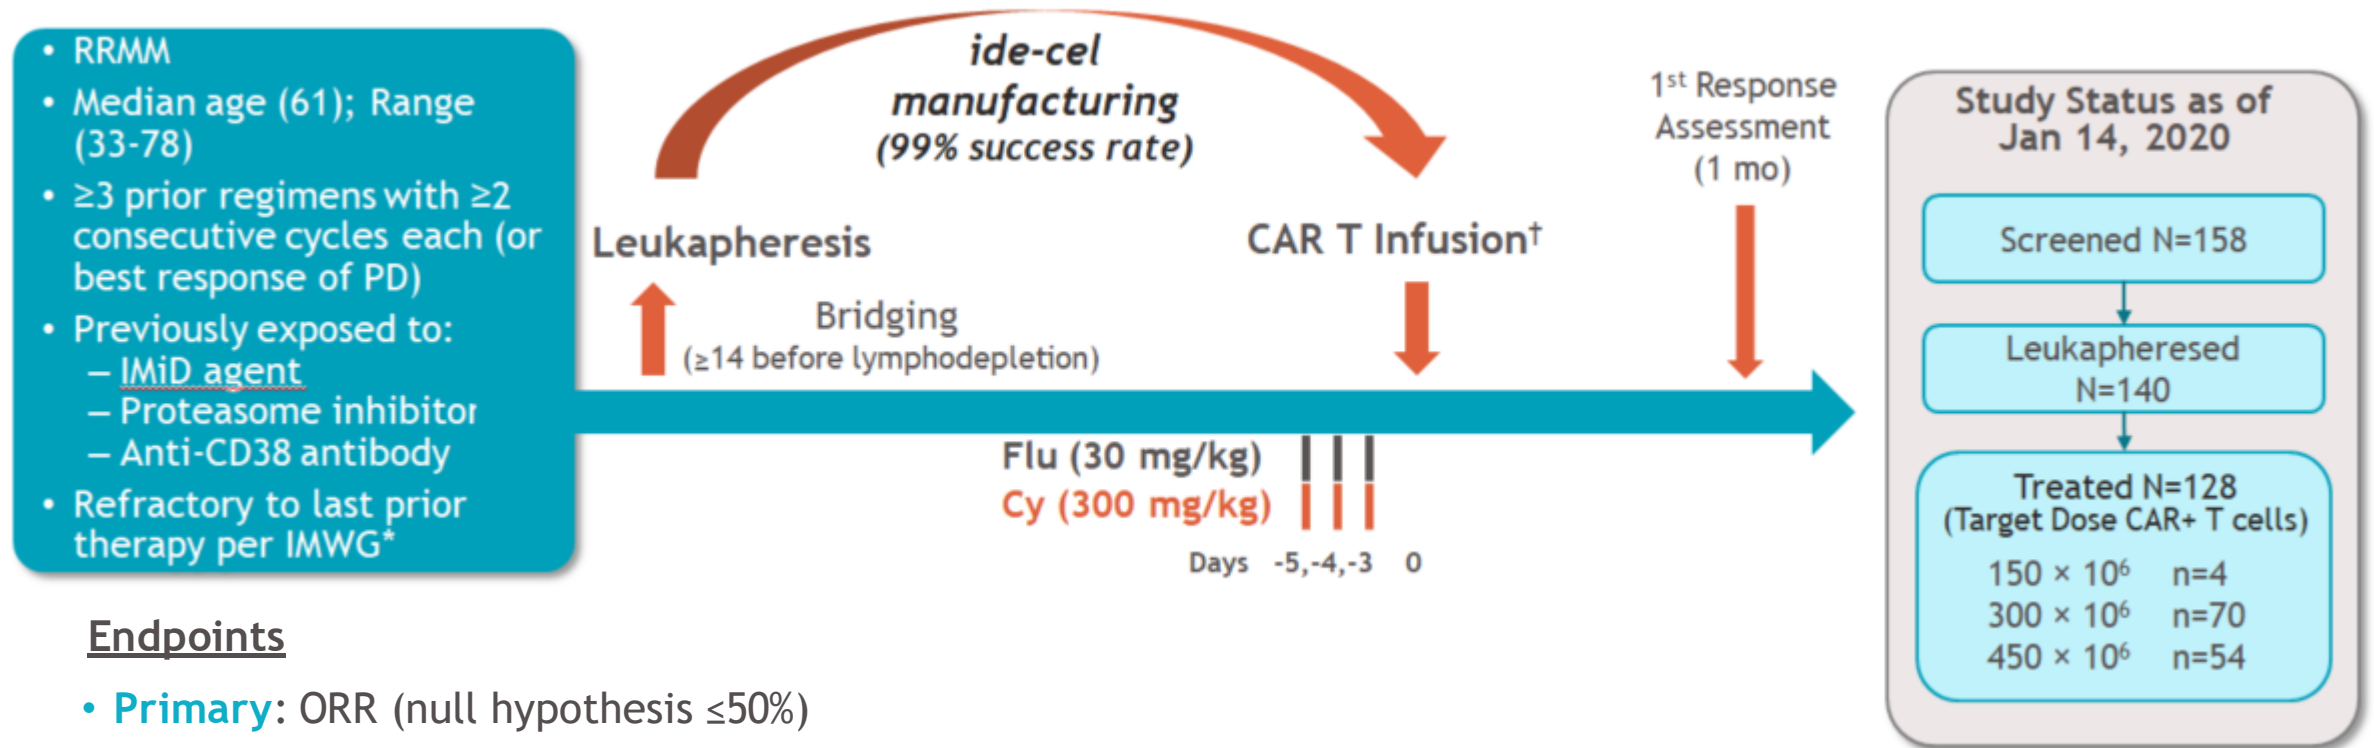 • RRMM
• Median age (61); Range
(33-78)
• ≥3 prior regimens with ≥2
consecutive cycles each (or
best response of PD)
• Previously exposed to:
– IMiD agent
– Proteasome inhibitor
– Anti-CD38 antibody
• Refractory to last prior
therapy per IMWG*
ide-cel
manufacturing
(99% success rate)
Leukapheresis
Bridging
(≥14 before lymphodepletion)
CAR T Infusion†
1st Response
Assessment
(1 mo)
Flu (30 mg/kg)
Cy (300 mg/kg)
Days -5,-4,-3 0
Study Status as of
Jan 14, 2020
Screened N=158
Leukapheresed
N=140
Treated N=128
(Target Dose CAR+ T cells)
150 × 10⁶ n=4
300 × 10⁶ n=70
450 × 10⁶ n=54
Endpoints
• Primary: ORR (null hypothesis ≤50%)